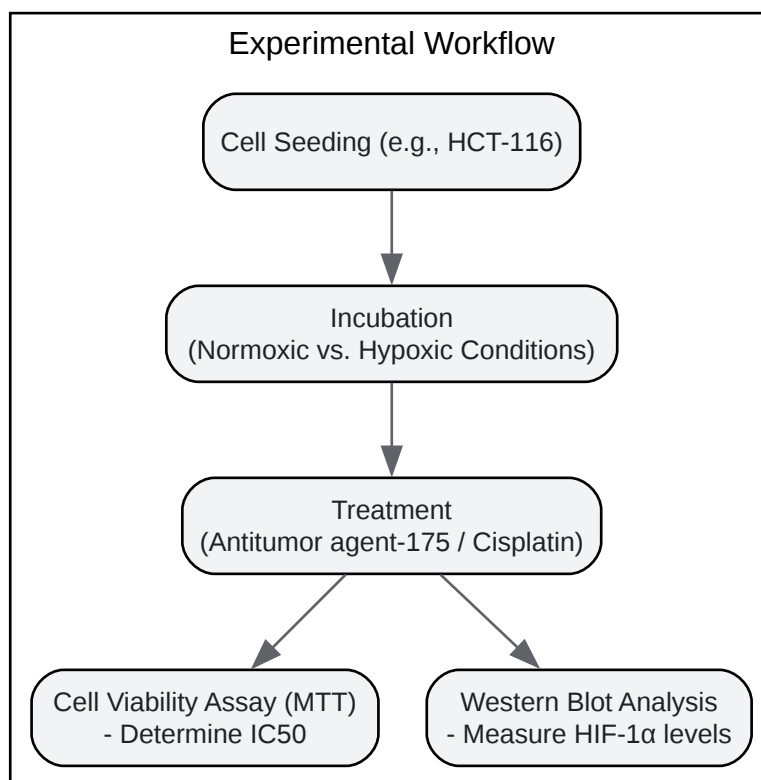 Experimental Workflow
Cell Seeding (e.g., HCT-116)
Incubation
(Normoxic vs. Hypoxic Conditions)
Treatment
(Antitumor agent-175 / Cisplatin)
Cell Viability Assay (MTT)
- Determine IC50
Western Blot Analysis
- Measure HIF-1α levels